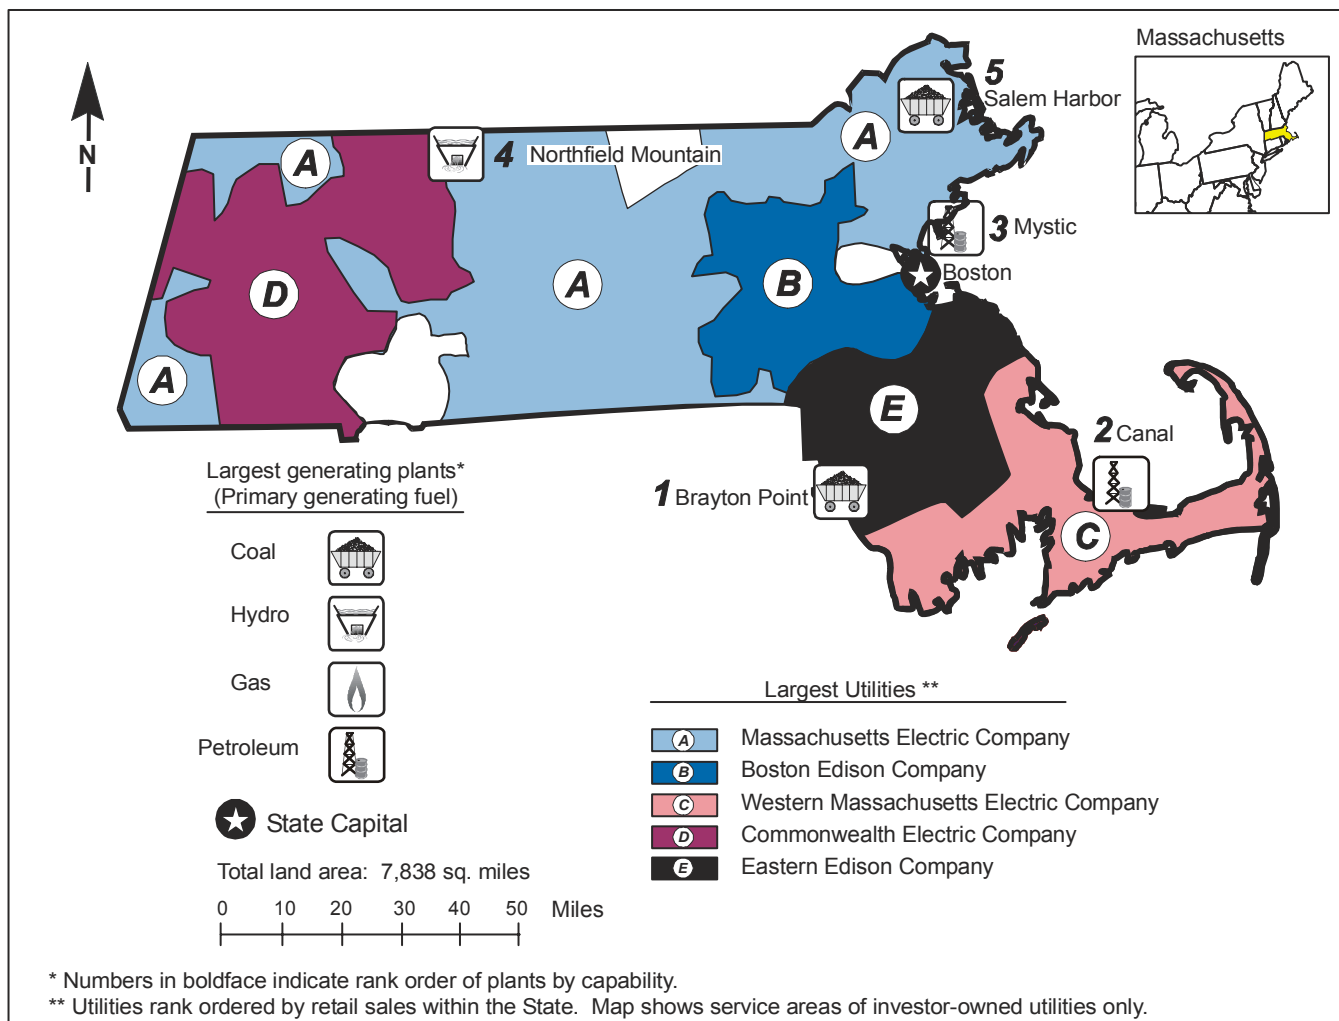 Massachusetts
5
Salem Harbor
N
A
A
4 Northfield Mountain
3 Mystic
Boston
D
A
B
A
E
2 Canal
1 Brayton Point
C
Largest generating plants*
(Primary generating fuel)
Coal
Hydro
Gas
Petroleum
State Capital
Total land area: 7,838 sq. miles
0 10 20 30 40 50 Miles
Largest Utilities **
A Massachusetts Electric Company
B Boston Edison Company
C Western Massachusetts Electric Company
D Commonwealth Electric Company
E Eastern Edison Company
* Numbers in boldface indicate rank order of plants by capability.
** Utilities rank ordered by retail sales within the State. Map shows service areas of investor-owned utilities only.